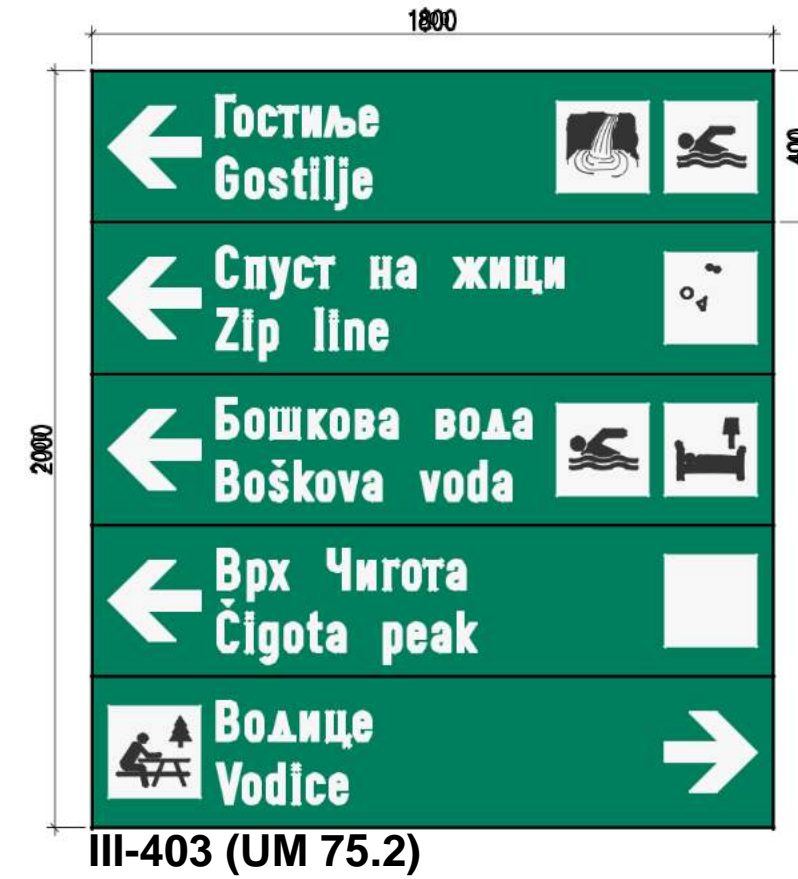 1800
Гостиље
Gostilje
400
Спуст на жици
Zip line
2000
Бошкова вода
Boškova voda
Врх Чигота
Čigota peak
Водице
Vodice
III-403 (UM 75.2)